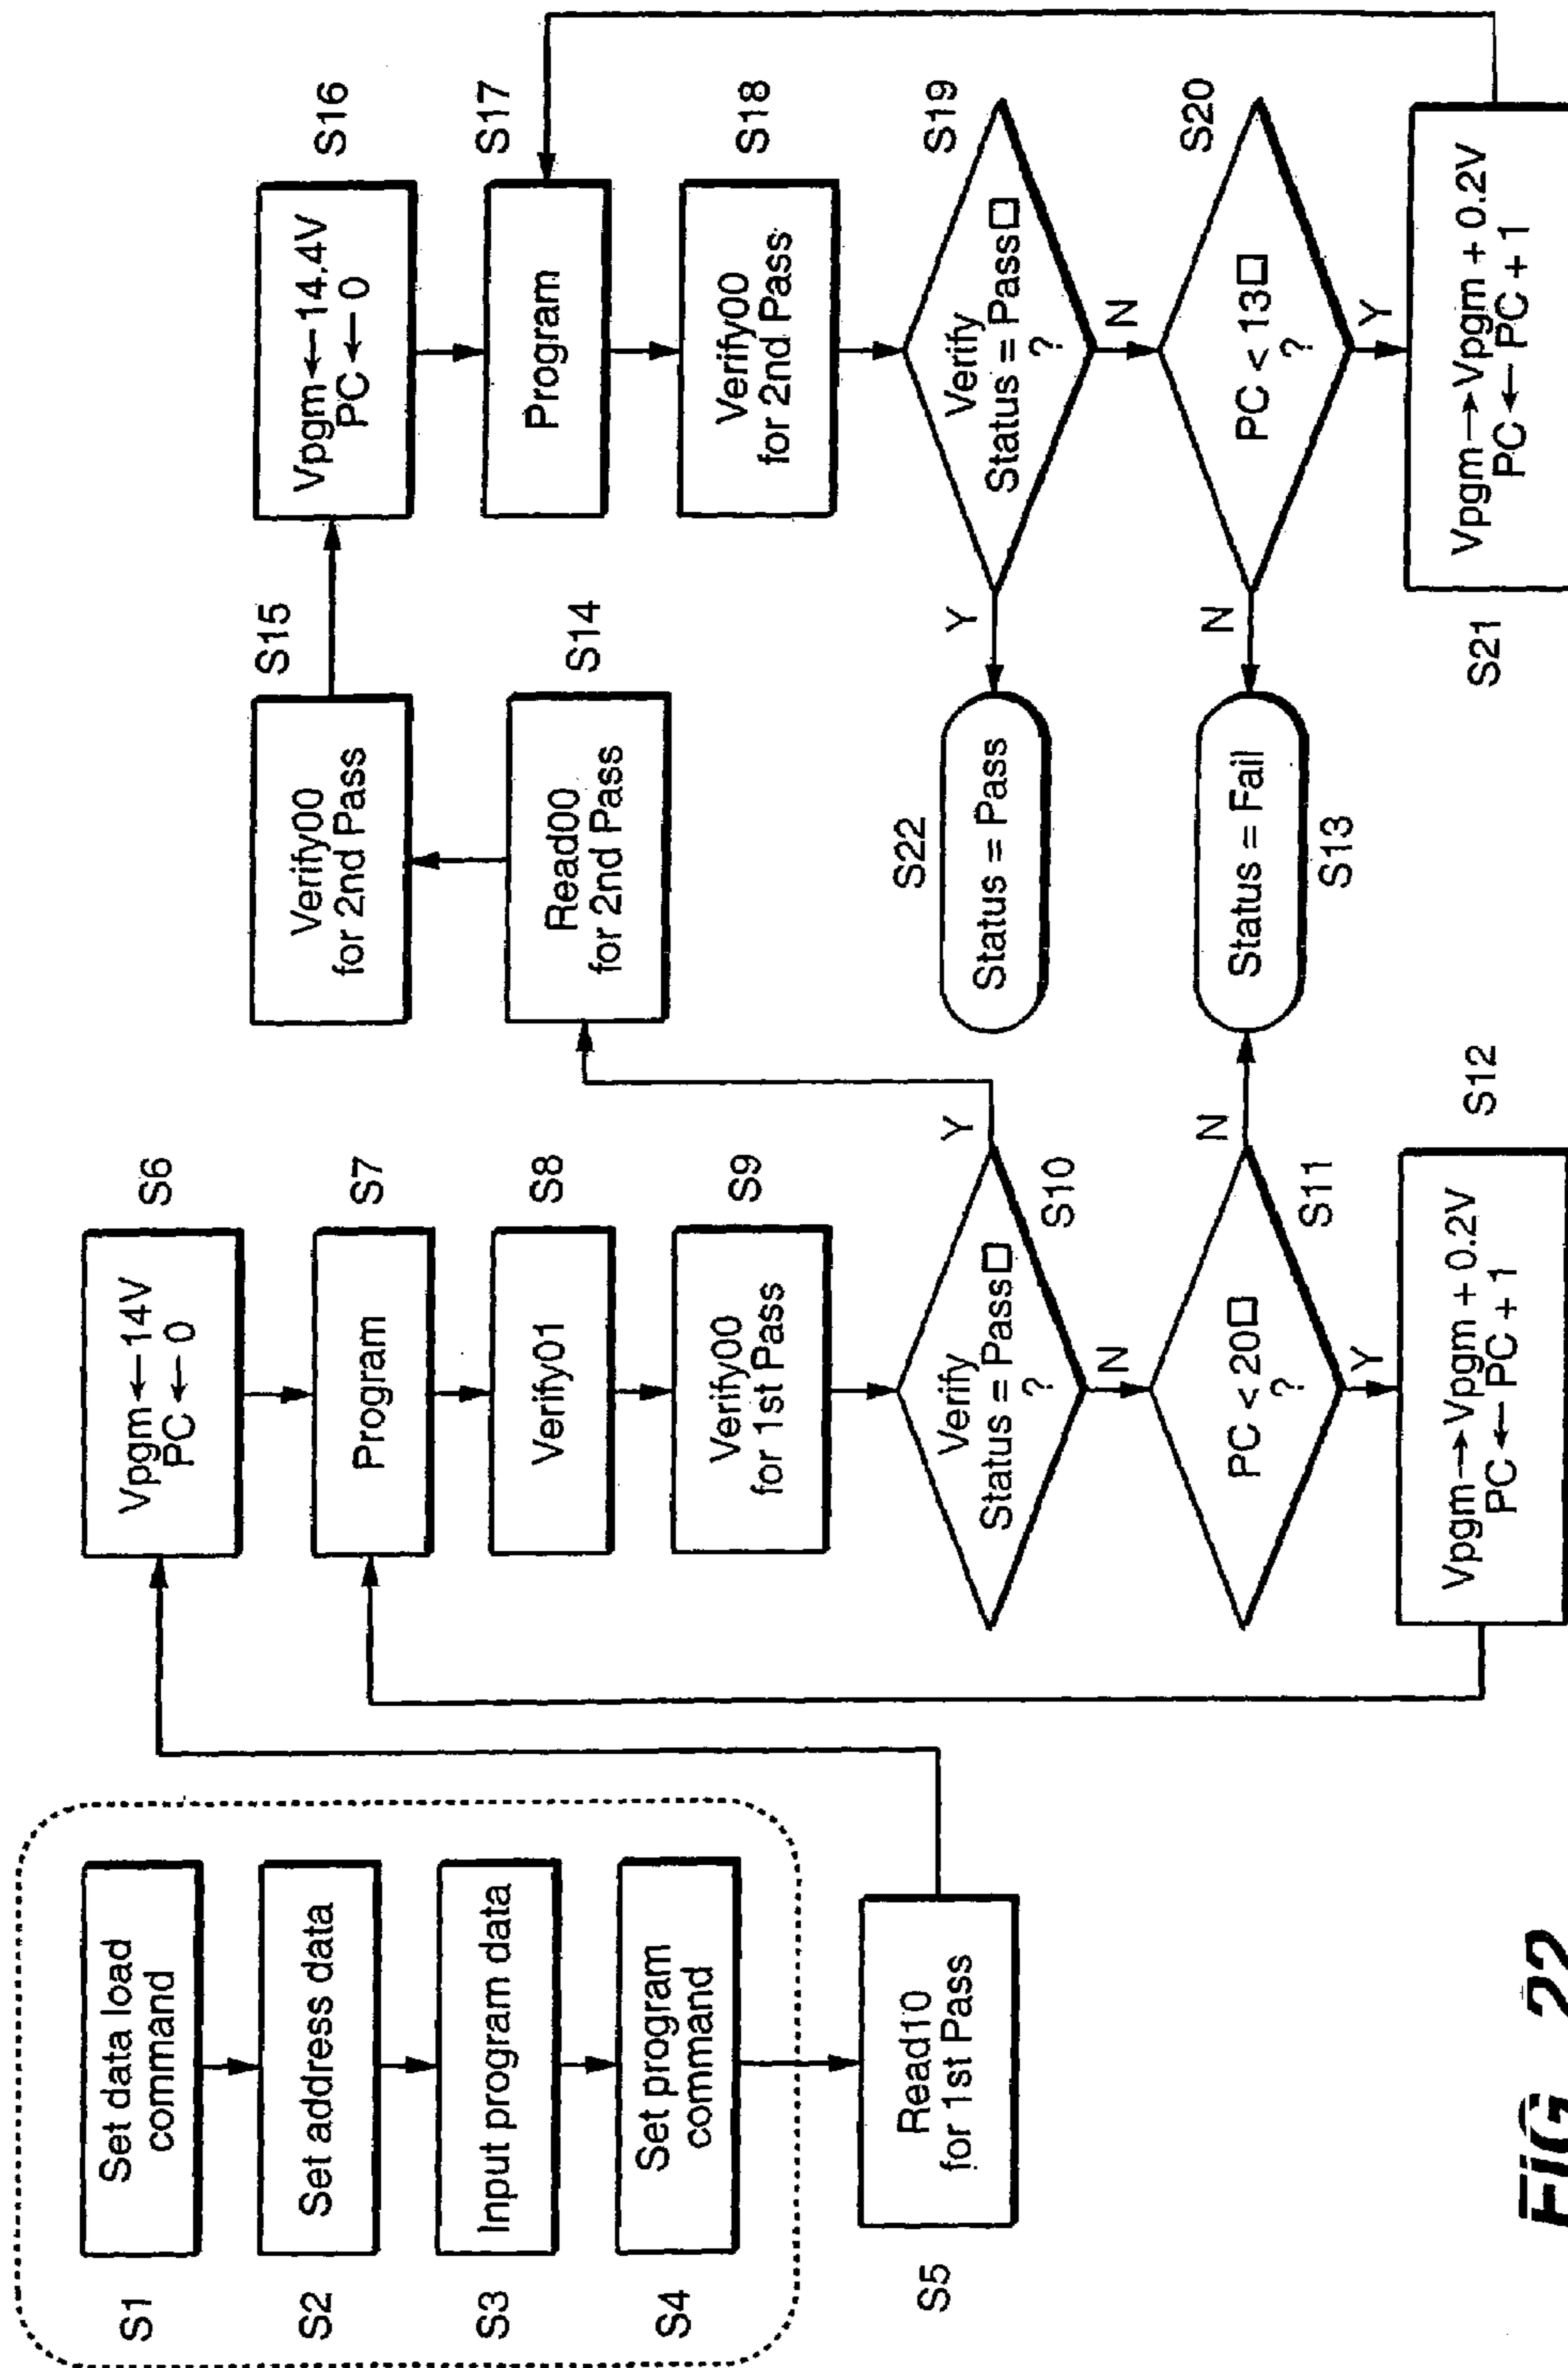 S1
Set data load
command
S2
Set address data
S3
Input program data
S4
Set program
command
S5
Read10
for 1st Pass
S6
Vpgm←14V
PC←0
S7
Program
S8
Verify01
S9
Verify00
for 1st Pass
S10
Verify
Status = Pass□
?
Y
N
S11
PC < 20□
?
N
Y
S12
Vpgm→Vpgm + 0.2V
PC ← PC + 1
S15
Verify00
for 2nd Pass
S14
Read00
for 2nd Pass
S22
Status = Pass
Status = Fail
S13
S16
Vpgm←14.4V
PC←0
S17
Program
S18
Verify00
for 2nd Pass
S19
Verify
Status = Pass□
?
Y
N
S20
PC < 13□
?
N
Y
S21
Vpgm→Vpgm + 0.2V
PC ← PC + 1
FIG_22